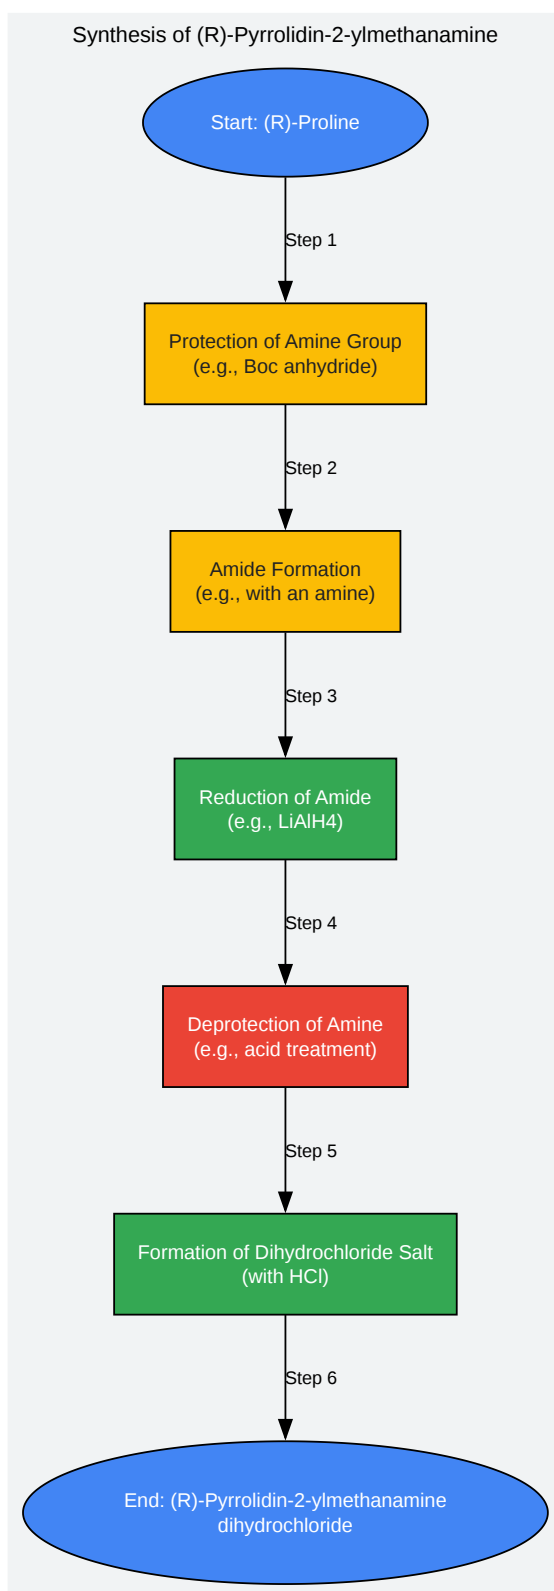 Synthesis of (R)-Pyrrolidin-2-ylmethanamine
Start: (R)-Proline
Step 1
Protection of Amine Group
(e.g., Boc anhydride)
Step 2
Amide Formation
(e.g., with an amine)
Step 3
Reduction of Amide
(e.g., LiAlH4)
Step 4
Deprotection of Amine
(e.g., acid treatment)
Step 5
Formation of Dihydrochloride Salt
(with HCl)
Step 6
End: (R)-Pyrrolidin-2-ylmethanamine
dihydrochloride